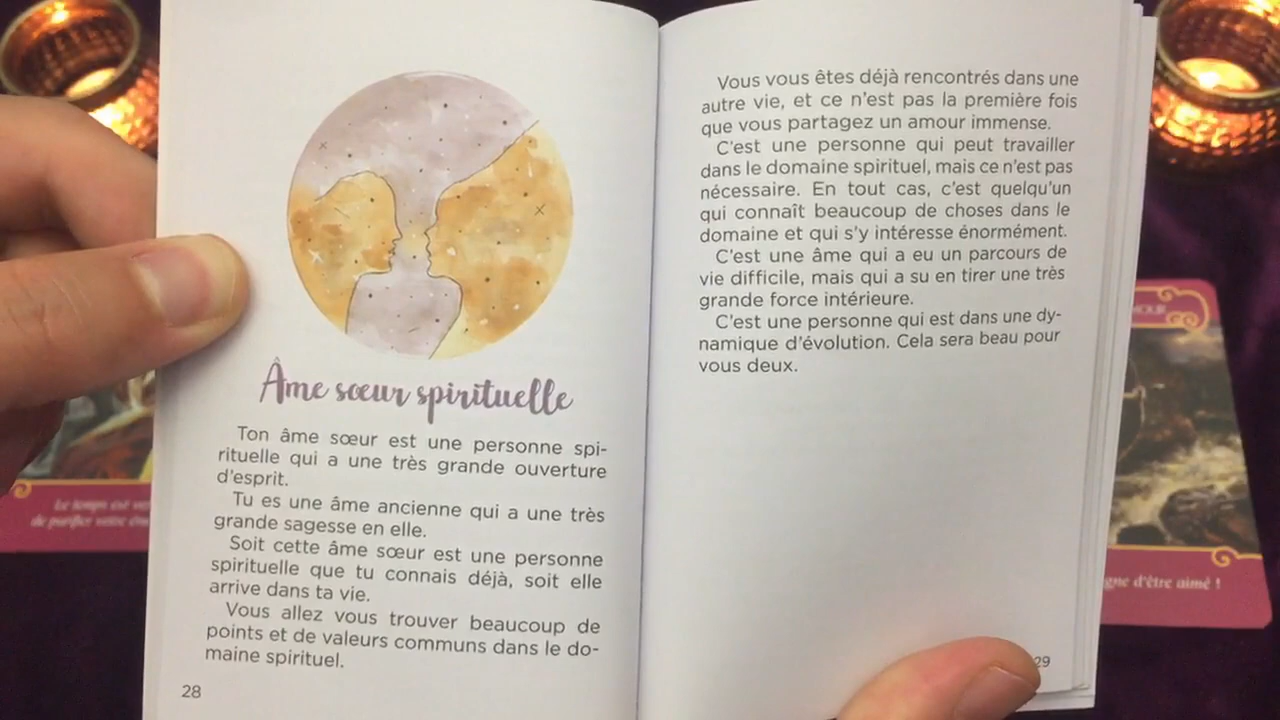 Âme sœur spirituelle
Ton âme sœur est une personne spi-
rituelle qui a une très grande ouverture
d'esprit.
Tu es une âme ancienne qui a une très
grande sagesse en elle.
Soit cette âme sœur est une personne
spirituelle que tu connais déjà, soit elle
arrive dans ta vie.
Vous allez vous trouver beaucoup de
points et de valeurs communs dans le do-
maine spirituel.
28
Vous vous êtes déjà rencontrés dans une
autre vie, et ce n'est pas la première fois
que vous partagez un amour immense.
C'est une personne qui peut travailler
dans le domaine spirituel, mais ce n'est pas
nécessaire. En tout cas, c'est quelqu'un
qui connaît beaucoup de choses dans le
domaine et qui s'y intéresse énormément.
C'est une âme qui a eu un parcours de
vie difficile, mais qui a su en tirer une très
grande force intérieure.
C'est une personne qui est dans une dy-
namique d'évolution. Cela sera beau pour
vous deux.
29
Le temps est
de purifier votre
d'être aimé !